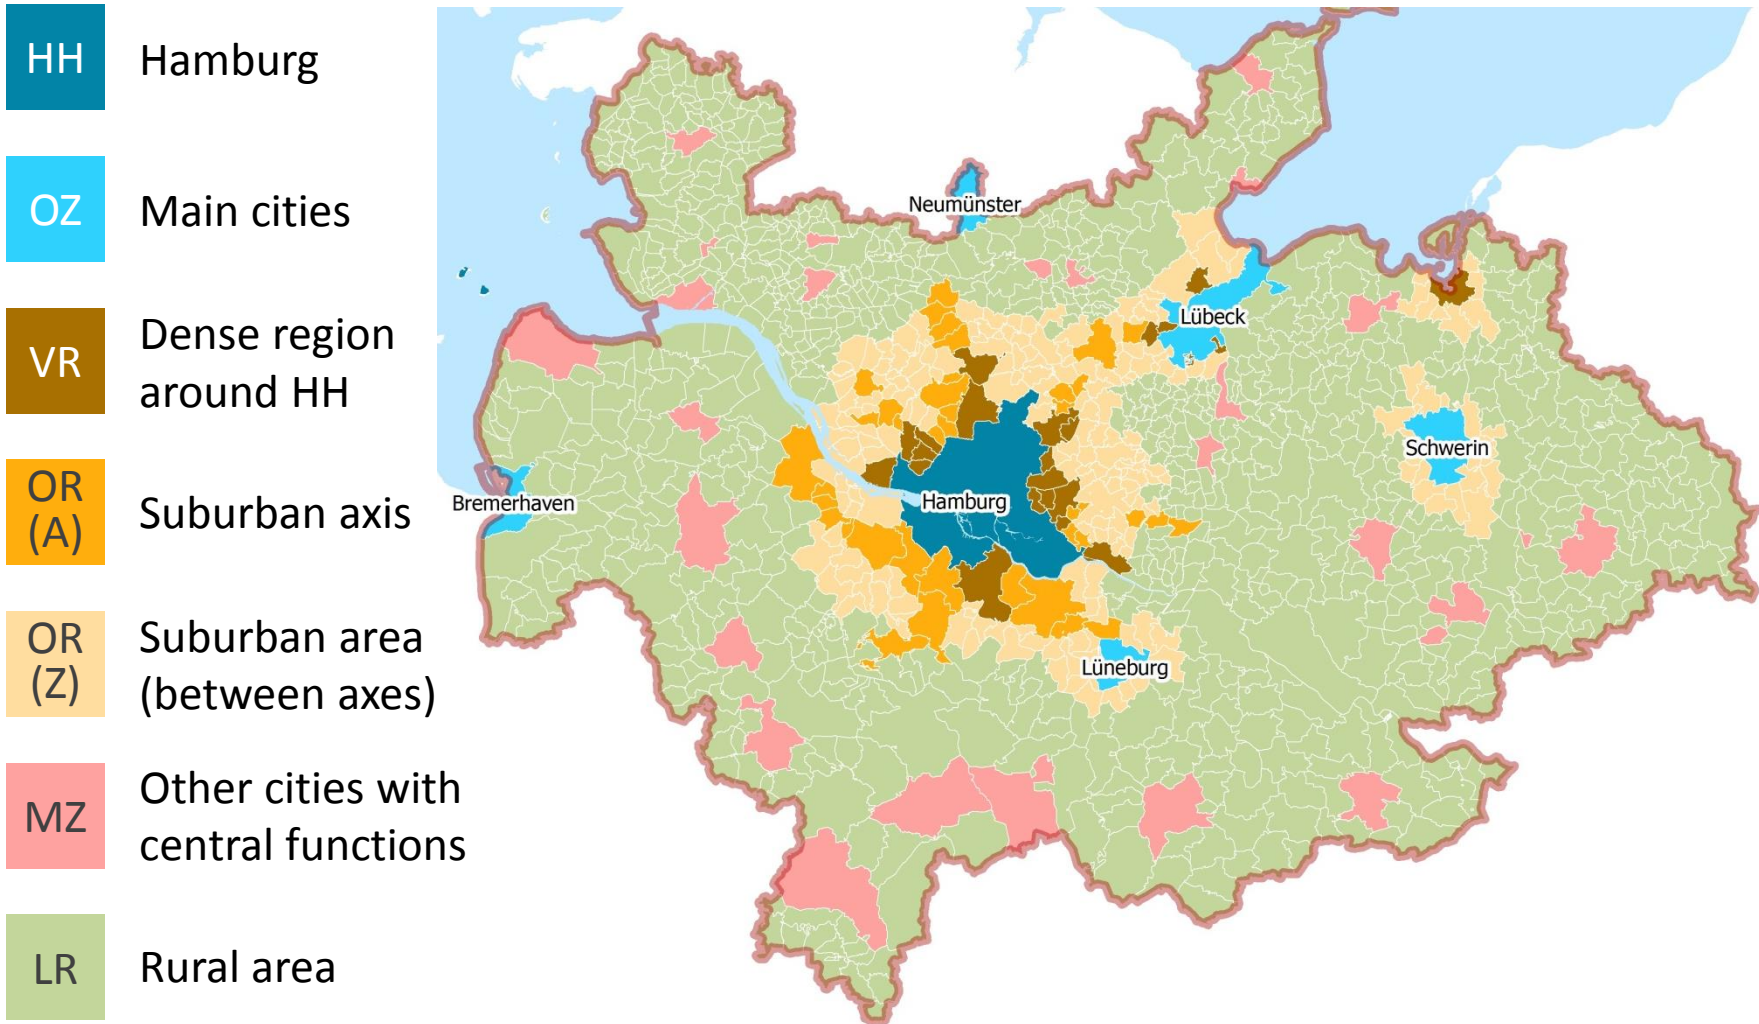 HH
Hamburg
OZ
Main cities
VR
Dense region
around HH
OR
(A)
Suburban axis
OR
(Z)
Suburban area
(between axes)
MZ
Other cities with
central functions
LR
Rural area
Neumünster
Lübeck
Schwerin
Bremerhaven
Hamburg
Lüneburg